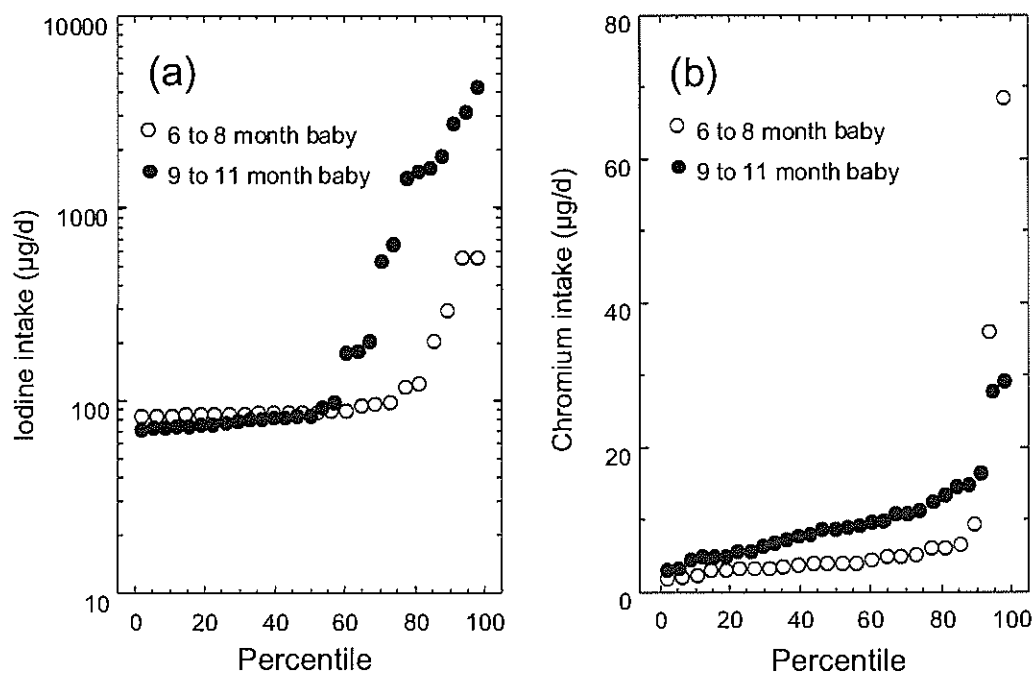 (a)
6 to 8 month baby
9 to 11 month baby
Iodine intake (µg/d)
10000
1000
100
10
0 20 40 60 80 100
Percentile
(b)
6 to 8 month baby
9 to 11 month baby
Chromium intake (µg/d)
80
60
40
20
0
0 20 40 60 80 100
Percentile